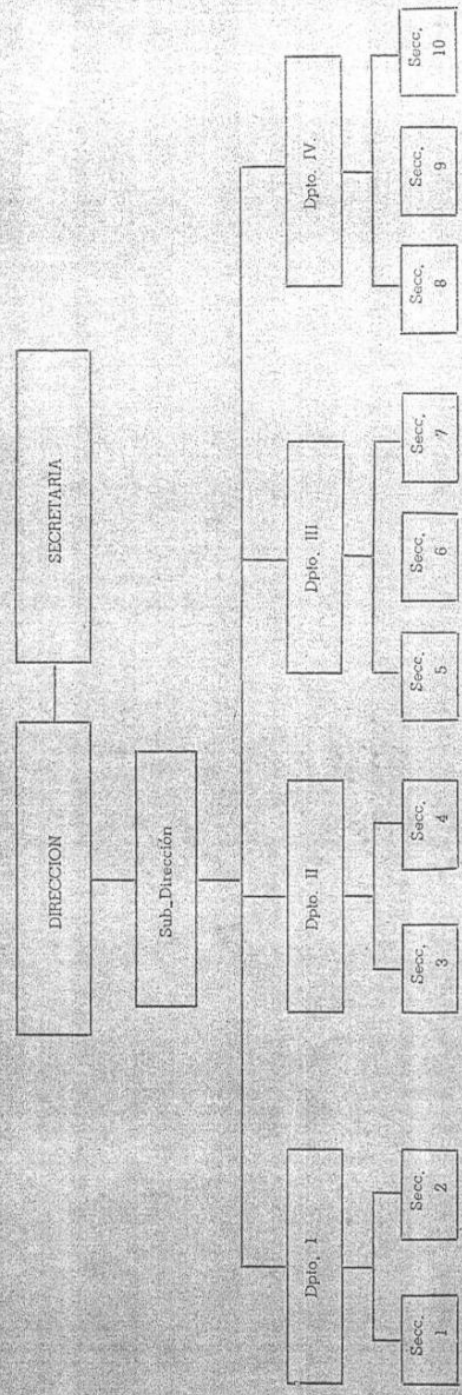 DIRECCION
SECRETARIA
Sub_Dirección
Dpto. 1
Dpto. II
Dpto. III
Dpto. IV.
Secc.
1
Secc.
2
Secc.
3
Secc.
4
Secc.
5
Secc.
6
Secc.
7
Secc.
8
Secc.
9
Secc.
10